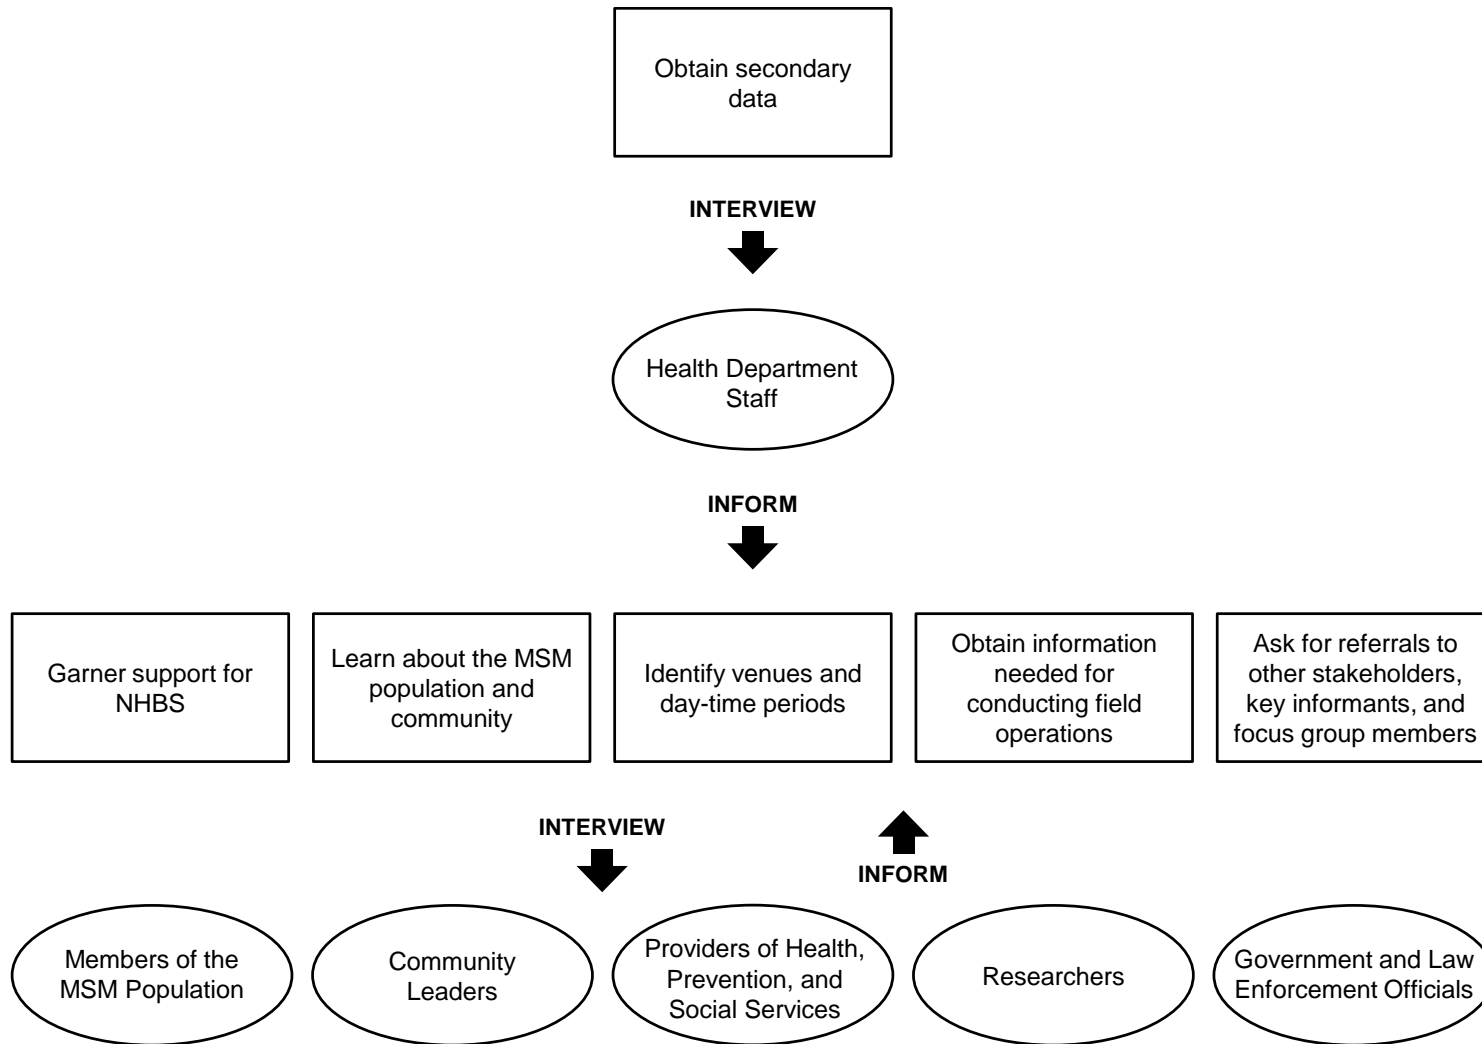 Obtain secondary
data
INTERVIEW
Health Department
Staff
INFORM
Garner support for
NHBS
Learn about the MSM
population and
community
Identify venues and
day-time periods
Obtain information
needed for
conducting field
operations
Ask for referrals to
other stakeholders,
key informants, and
focus group members
INTERVIEW
INFORM
Members of the
MSM Population
Community
Leaders
Providers of Health,
Prevention, and
Social Services
Researchers
Government and Law
Enforcement Officials